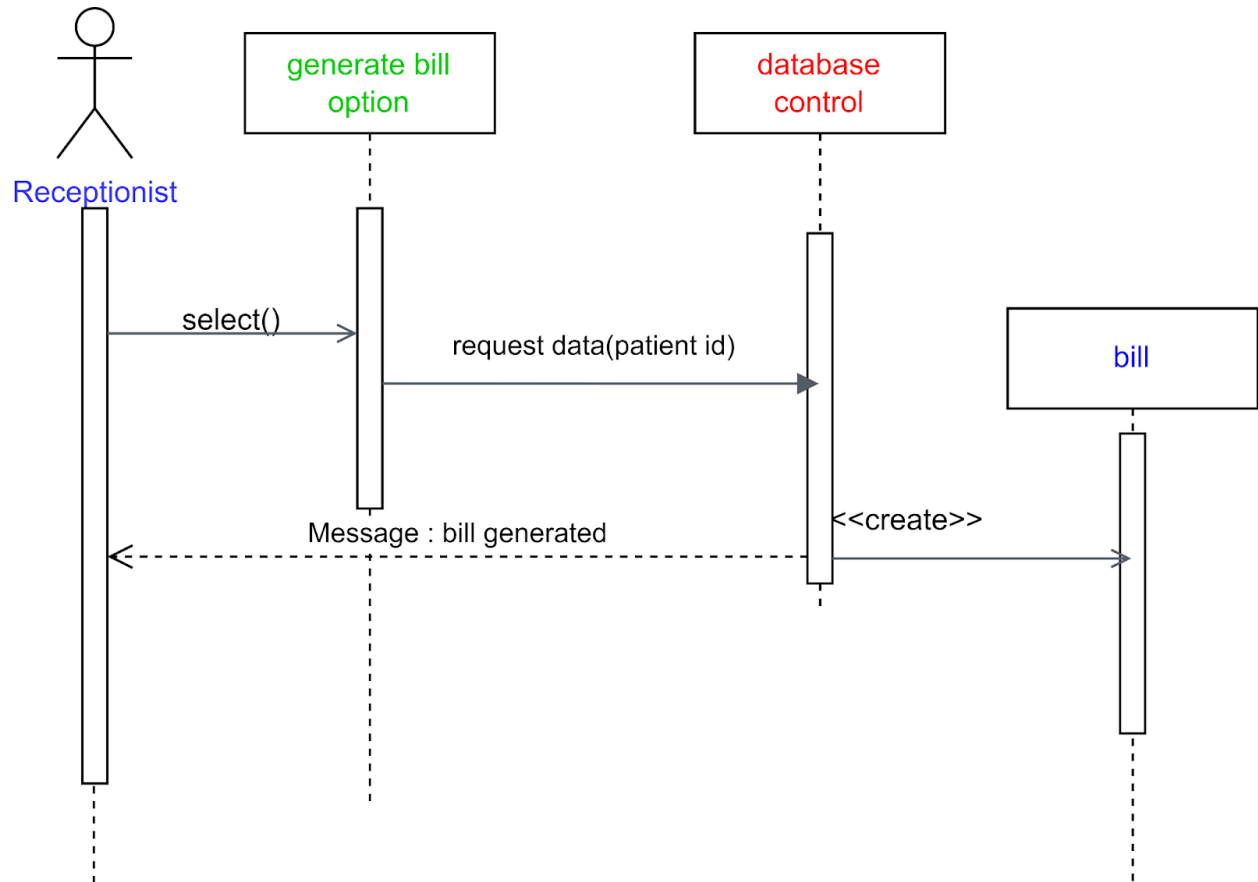 generate bill
option
database
control
Receptionist
select()
request data(patient id)
bill
<<create>>
Message : bill generated